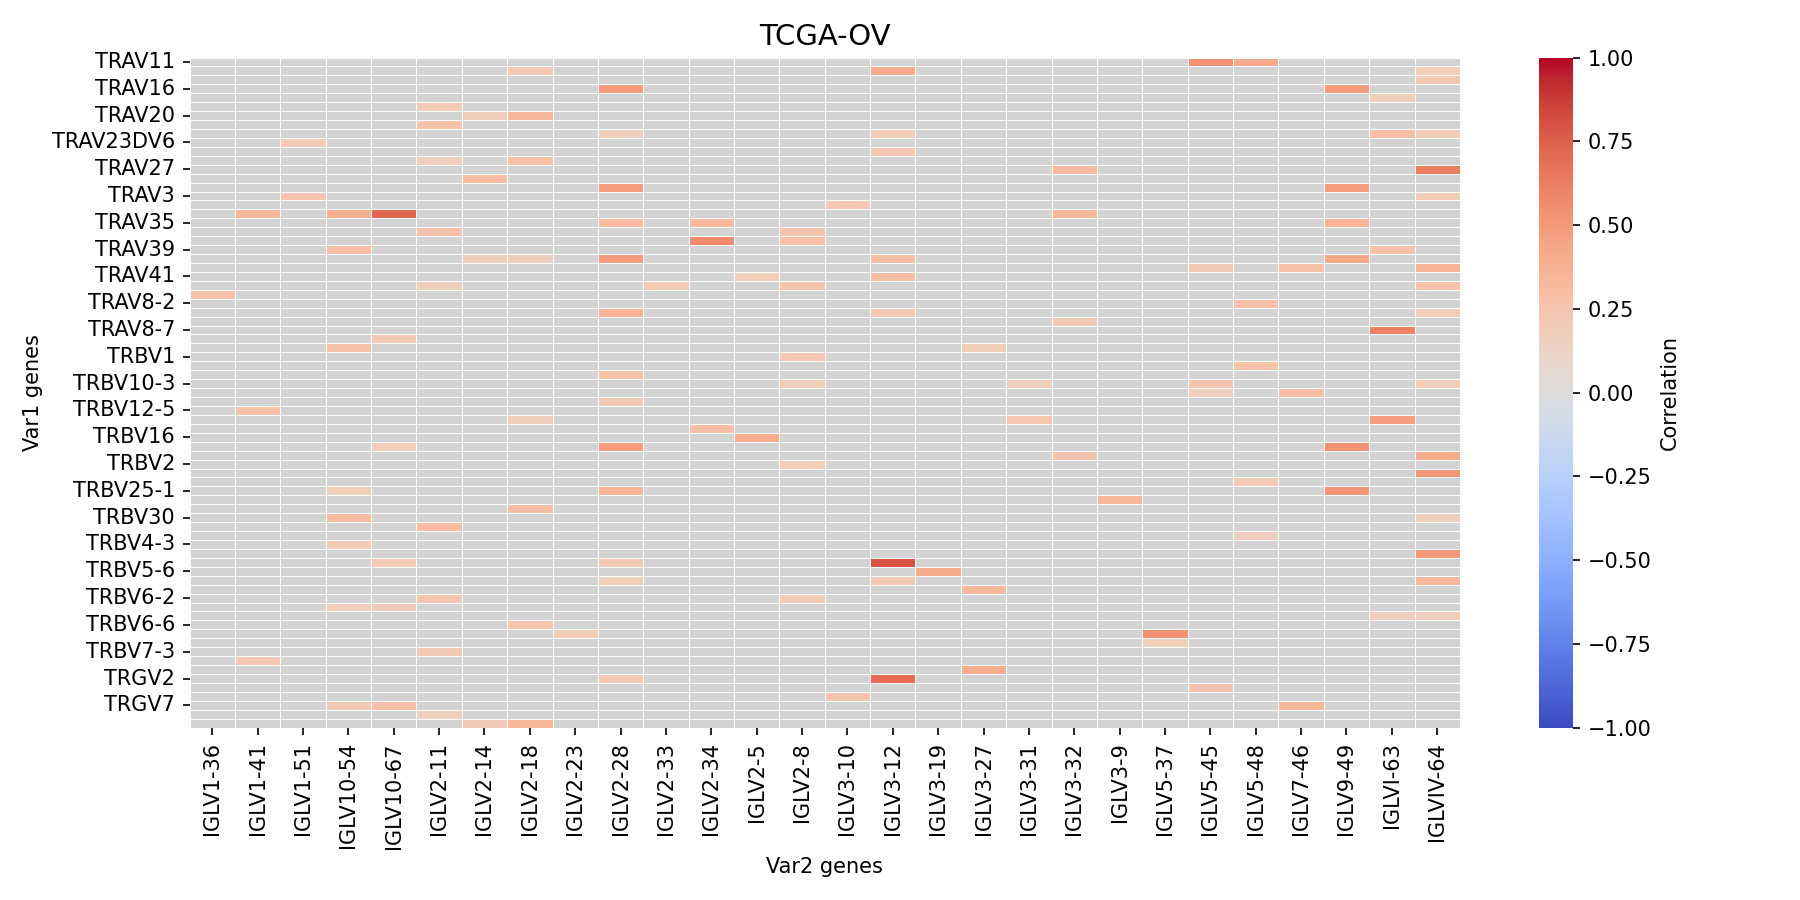 TCGA-OV
TRAV11
TRAV16
TRAV20
TRAV23DV6
TRAV27
TRAV3
TRAV35
TRAV39
TRAV41
TRAV8-2
TRAV8-7
TRBV1
TRBV10-3
TRBV12-5
TRBV16
TRBV2
TRBV25-1
TRBV30
TRBV4-3
TRBV5-6
TRBV6-2
TRBV6-6
TRBV7-3
TRGV2
TRGV7
Var1 genes
IGLV1-36
IGLV1-41
IGLV1-51
IGLV10-54
IGLV10-67
IGLV2-11
IGLV2-14
IGLV2-18
IGLV2-23
IGLV2-28
IGLV2-33
IGLV2-34
IGLV2-5
IGLV2-8
IGLV3-10
IGLV3-12
IGLV3-19
IGLV3-27
IGLV3-31
IGLV3-32
IGLV3-9
IGLV5-37
IGLV5-45
IGLV5-48
IGLV7-46
IGLV9-49
IGLVI-63
IGLVIV-64
Var2 genes
1.00
0.75
0.50
0.25
0.00
−0.25
−0.50
−0.75
−1.00
Correlation